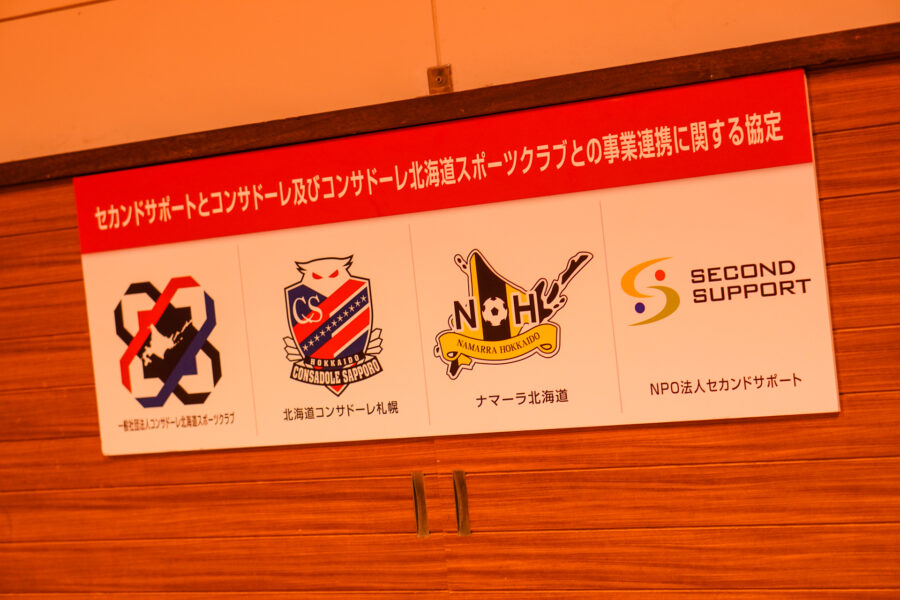 セカンドサポートとコンサドーレ及びコンサドーレ北海道スポーツクラブとの事業連携に関する協定
一般社団法人コンサドーレ北海道スポーツクラブ
CS
HOKKAIDO
CONSADOLE SAPPORO
北海道コンサドーレ札幌
NH
NAMARRA HOKKAIDO
ナマーラ北海道
SECOND
SUPPORT
NPO法人セカンドサポート